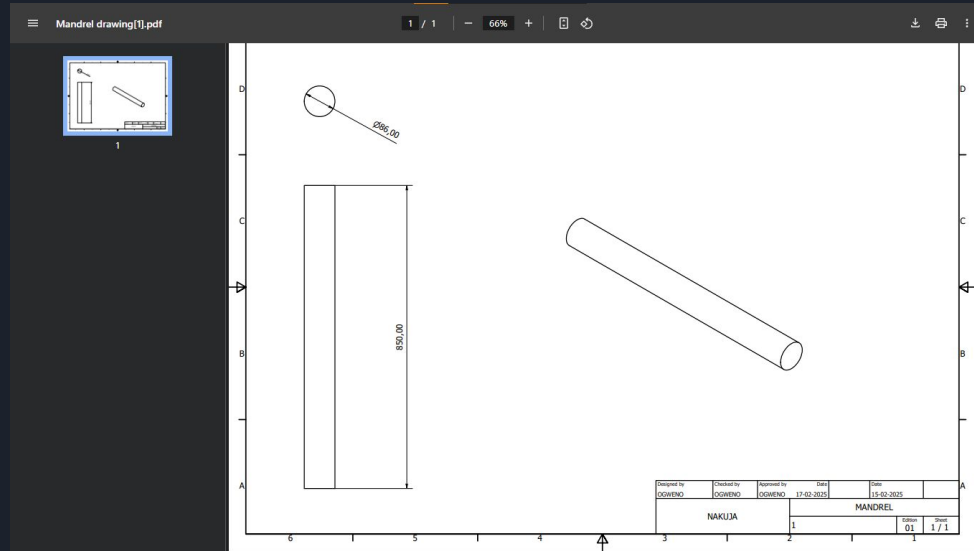 Mandrel drawing[1].pdf
1 / 1
66%
1
D
D
Ø86,00
C
C
850,00
B
B
A
A
Designed by Checked by Approved by Date Date
OGWENO OGWENO OGWENO 17-02-2025 15-02-2025
NAKUJA
MANDREL
1
Edition Sheet
01 1 / 1
6 5 4 3 2 1